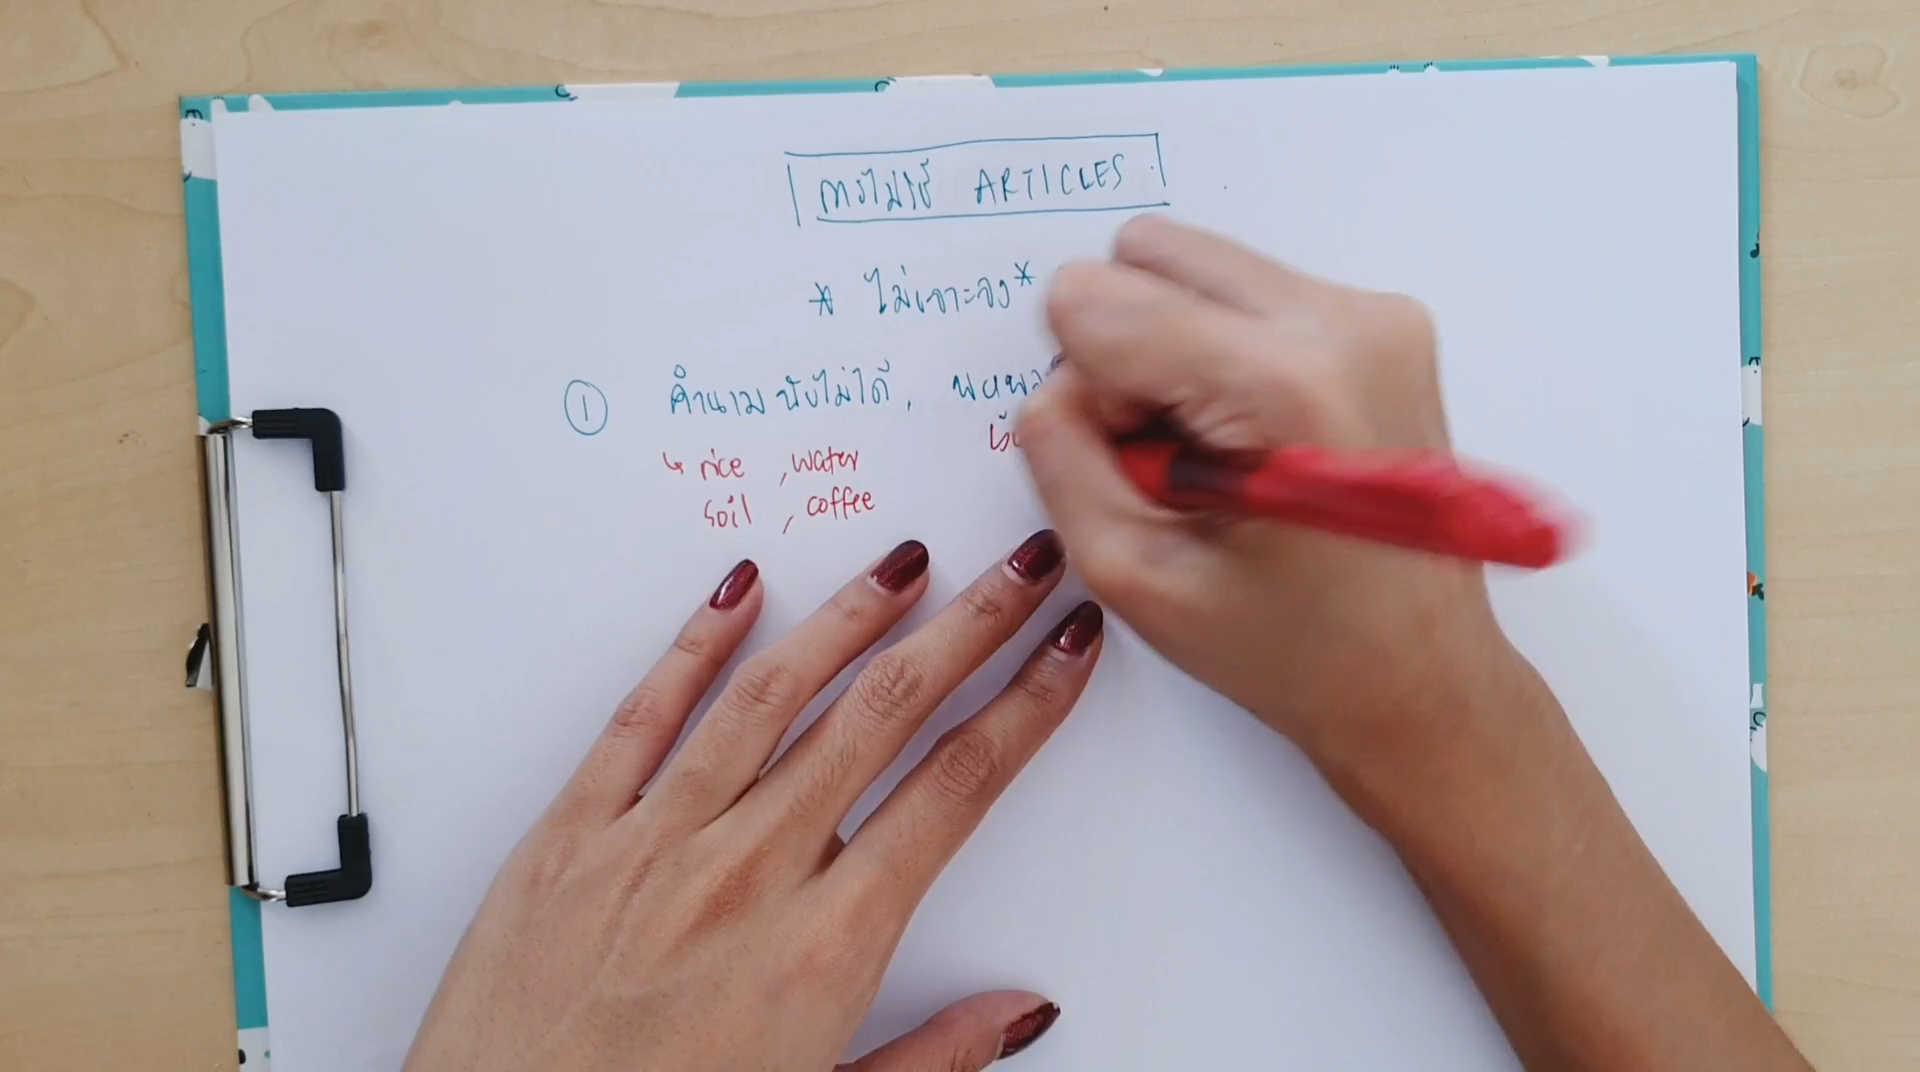 การไม่ใช้ ARTICLES
* ไม่เจาะจง *
① คำนามนับไม่ได้,
↳ rice , water
soil , coffee